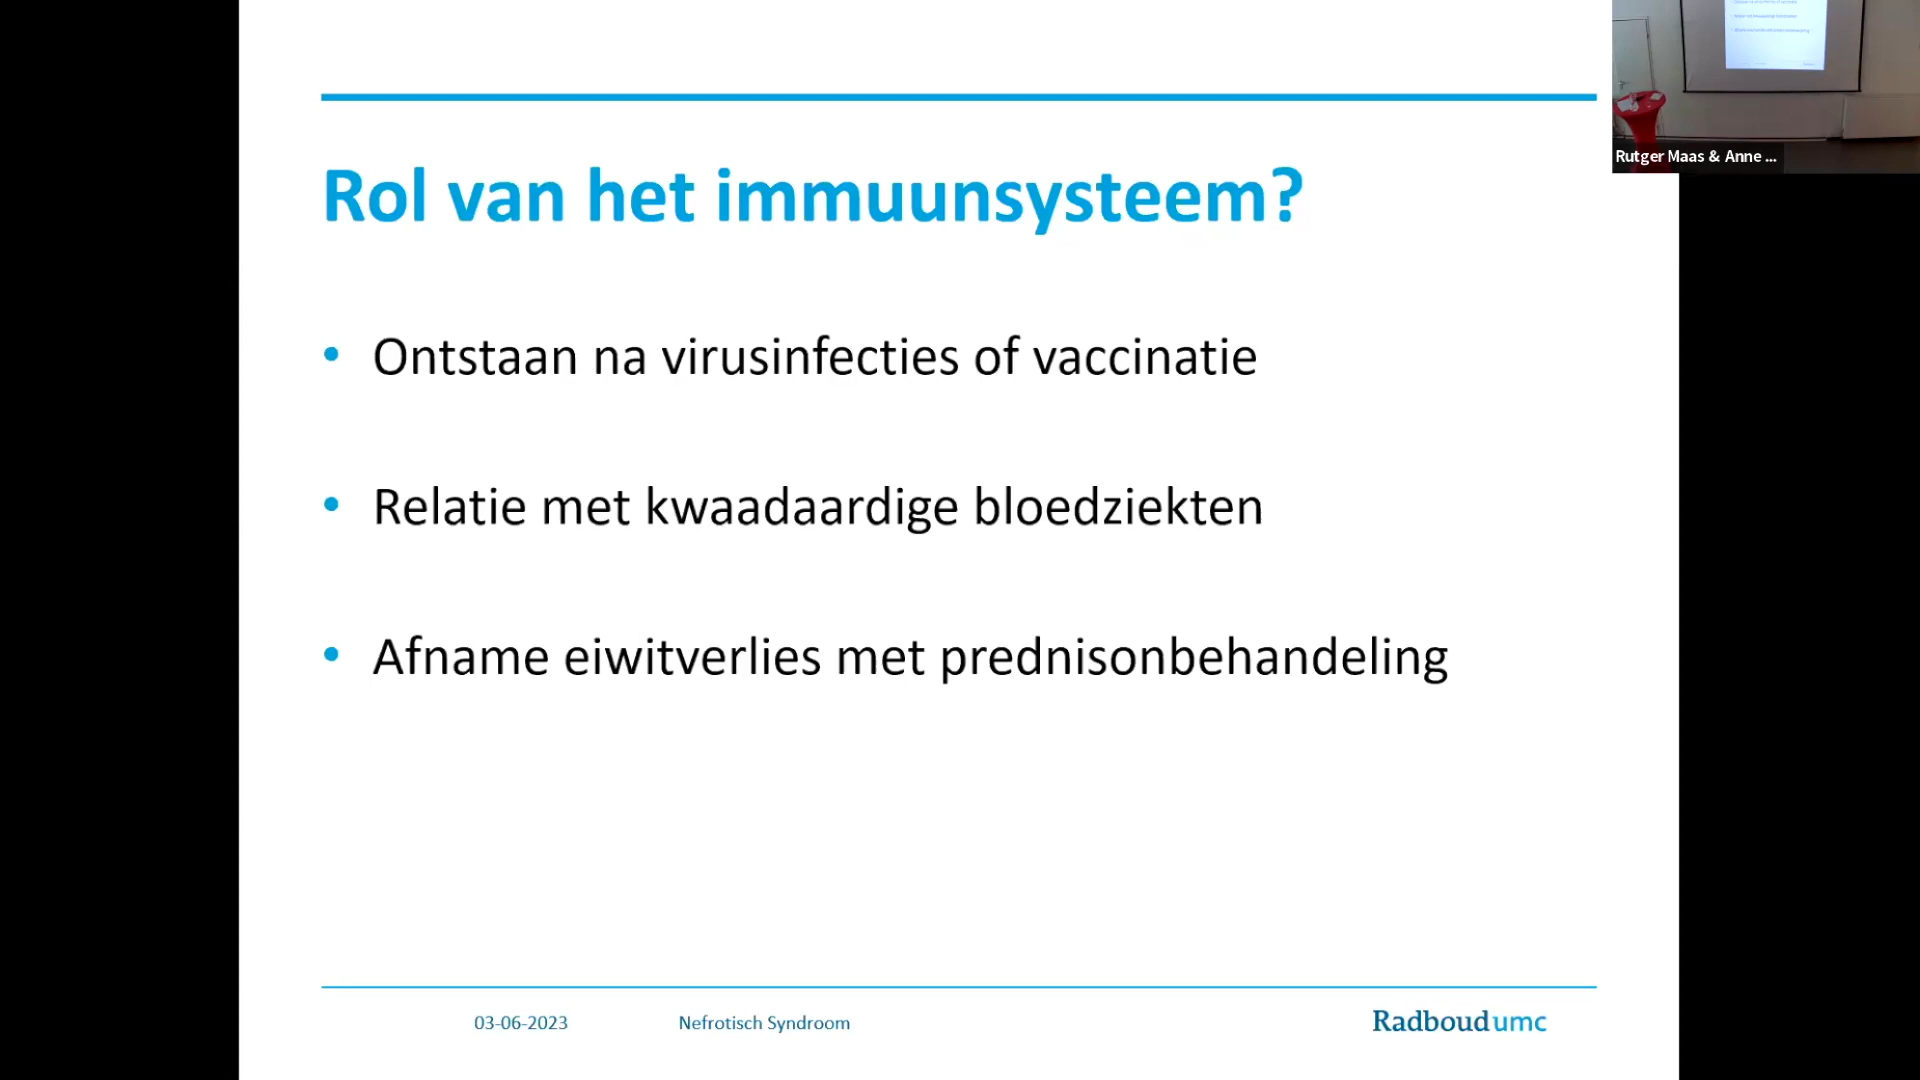 Rol van het immuunsysteem?
• Ontstaan na virusinfecties of vaccinatie
• Relatie met kwaadaardige bloedziekten
• Afname eiwitverlies met prednisonbehandeling
03-06-2023 Nefrotisch Syndroom Radboudumc
Rutger Maas & Anne ...